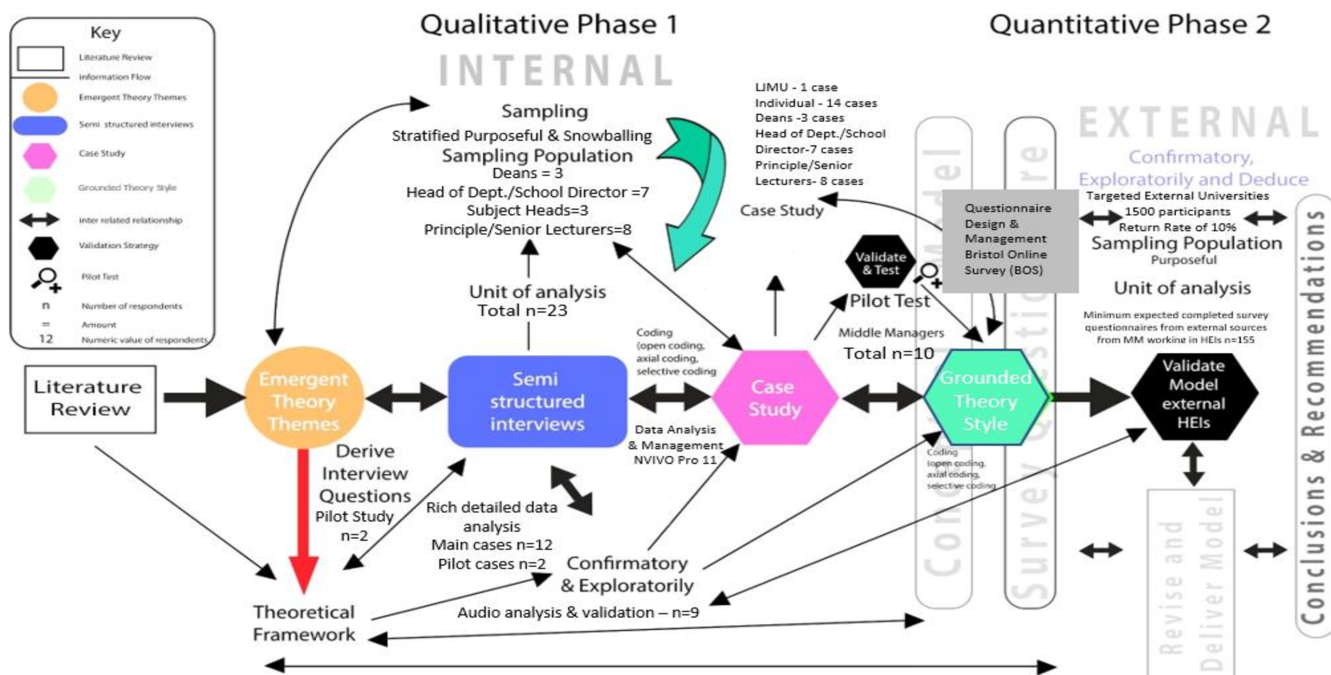 Qualitative Phase 1
Quantitative Phase 2
Key
Literature Review
information Flow
Emergent Theory Themes
Semi structured interviews
Case Study
Grounded Theory Style
inter related relationship
Validation Strategy
Pilot Test
n
Number of respondents
=
Amount
12
Numeric value of respondents
INTERNAL
Sampling
Stratified Purposeful & Snowballing
Sampling Population
Deans = 3
Head of Dept./School Director =7
Subject Heads=3
Principle/Senior Lecturers=8
Unit of analysis
Total n=23
LJMU - 1 case
Individual - 14 cases
Deans -3 cases
Head of Dept./School
Director-7 cases
Principle/Senior
Lecturers- 8 cases
Case Study
Validate
& Test
Pilot Test
Middle Managers
Total n=10
Questionnaire
Design &
Management
Bristol Online
Survey (BOS)
EXTERNAL
Confirmatory,
Exploratorily and Deduce
Targeted External Universities
1500 participants
Return Rate of 10%
Sampling Population
Purposeful
Unit of analysis
Minimum expected completed survey
questionnaires from external sources
from MM working in HEIs n=155
Literature
Review
Emergent
Theory
Themes
Semi
structured
interviews
Coding
(open coding,
axial coding,
selective coding
Data Analysis
& Management
NVIVO Pro 11
Case
Study
Grounded
Theory
Style
Coding
(open coding,
axial coding,
selective coding
Validate
Model
external
HEIs
Derive
Interview
Questions
Pilot Study
n=2
Rich detailed data
analysis
Main cases n=12
Pilot cases n=2
Confirmatory
& Exploratorily
Audio analysis & validation – n=9
Theoretical
Framework
Survey
Revise and
Deliver Model
Conclusions & Recommendations